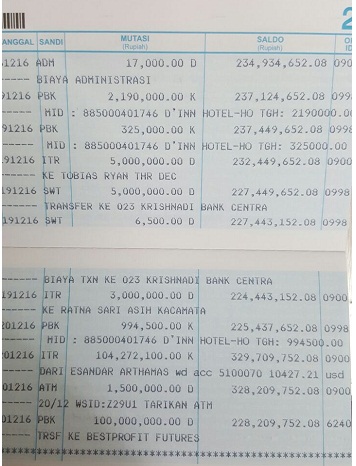 2
ANGGAL SANDI MUTASI SALDO
(Rupiah) (Rupiah)
1216 ADM 17,000.00 D 234,934,652.08 090
------ BIAYA ADMINISTRASI
91216 PBK 2,190,000.00 K 237,124,652.08 099
------ MID : 885000401746 D'INN HOTEL-HO TGH: 2190000.0
91216 PBK 325,000.00 K 237,449,652.08 0998
------ MID : 885000401746 D'INN HOTEL-HO TGH: 325000.00
91216 ITR 5,000,000.00 D 232,449,652.08 0900
------ KE TOBIAS RYAN THR DEC
191216 SWT 5,000,000.00 D 227,449,652.08 0998
------ TRANSFER KE 023 KRISHNADI BANK CENTRA
191216 SWT 6,500.00 D 227,443,152.08 0998
------ BIAYA TXN KE 023 KRISHNADI BANK CENTRA
191216 ITR 3,000,000.00 D 224,443,152.08 0900
------ KE RATNA SARI ASIH KACAMATA
201216 PBK 994,500.00 K 225,437,652.08 0998
------ MID : 885000401746 D'INN HOTEL-HO TGH: 994500.00
201216 ITR 104,272,100.00 K 329,709,752.08 0900
------ DARI ESANDAR ARTHAMAS wd acc 5100070 10427.21 usd
01216 ATM 1,500,000.00 D 328,209,752.08 0900
------ 20/12 WSID:Z29U1 TARIKAN ATM
01216 PBK 100,000,000.00 D 228,209,752.08 6240
------ TRSF KE BESTPROFIT FUTURES